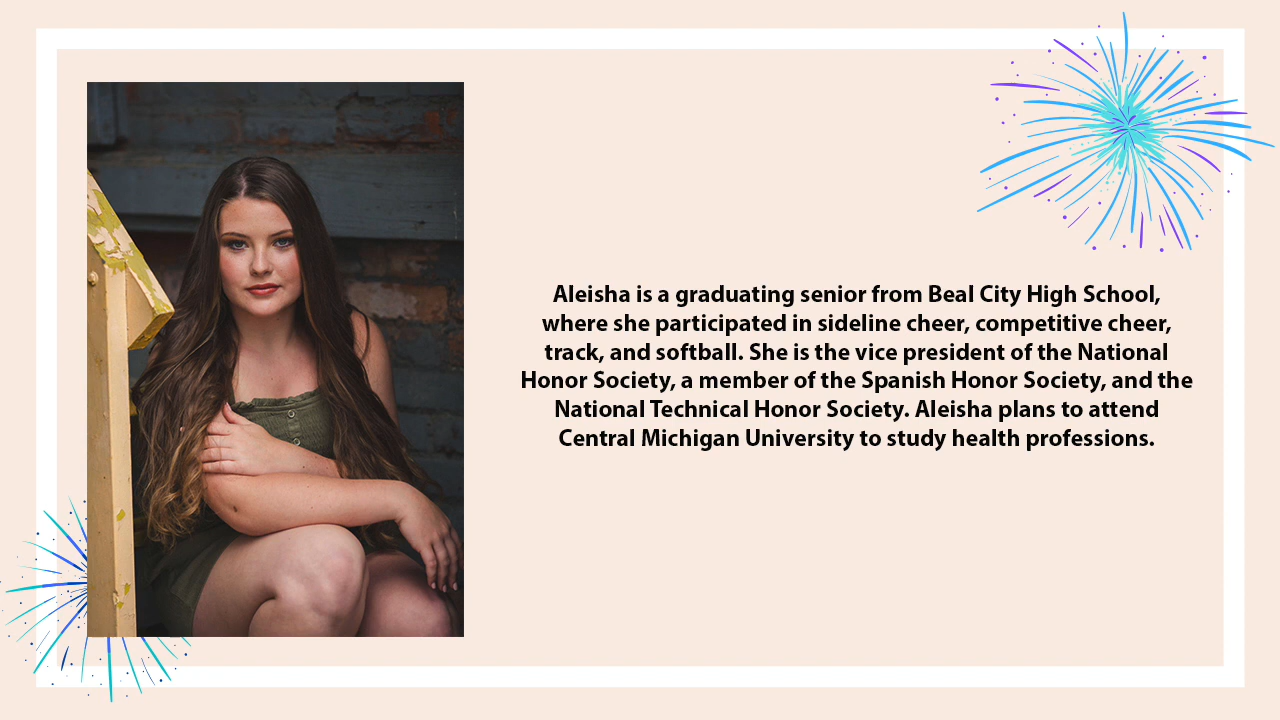 Aleisha is a graduating senior from Beal City High School,
where she participated in sideline cheer, competitive cheer,
track, and softball. She is the vice president of the National
Honor Society, a member of the Spanish Honor Society, and the
National Technical Honor Society. Aleisha plans to attend
Central Michigan University to study health professions.